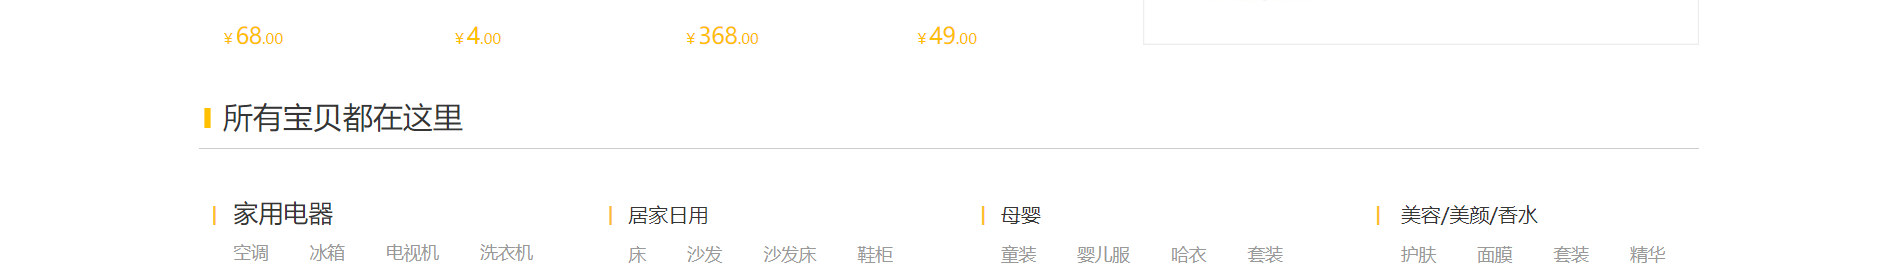 ¥68.00 ¥4.00 ¥368.00 ¥49.00
所有宝贝都在这里
家用电器 居家日用 母婴 美容/美颜/香水
空调 冰箱 电视机 洗衣机 床 沙发 沙发床 鞋柜 童装 婴儿服 哈衣 套装 护肤 面膜 套装 精华